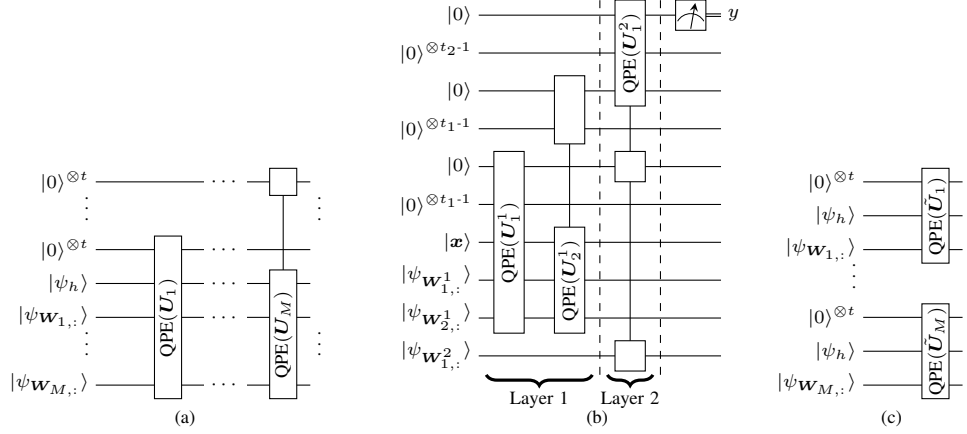 |0⟩^{⊗t}
⋮
|0⟩^{⊗t}
|ψ_h⟩
|ψ_{𝑾_{1,:}}⟩
⋮
|ψ_{𝑾_{M,:}}⟩
···
···
···
···
···
QPE(𝑼_1)
QPE(𝑼_M)
⋮
⋮
(a)
|0⟩
|0⟩^{⊗t_2-1}
|0⟩
|0⟩^{⊗t_1-1}
|0⟩
|0⟩^{⊗t_1-1}
|𝒙⟩
|ψ_{𝑾^1_{1,:}}⟩
|ψ_{𝑾^1_{2,:}}⟩
|ψ_{𝑾^2_{1,:}}⟩
QPE(𝑼^1_1)
QPE(𝑼^1_2)
QPE(𝑼^2_1)
y
Layer 1
Layer 2
(b)
|0⟩^{⊗t}
|ψ_h⟩
|ψ_{𝑾_{1,:}}⟩
QPE(Ũ_1)
⋮
|0⟩^{⊗t}
|ψ_h⟩
|ψ_{𝑾_{M,:}}⟩
QPE(Ũ_M)
(c)